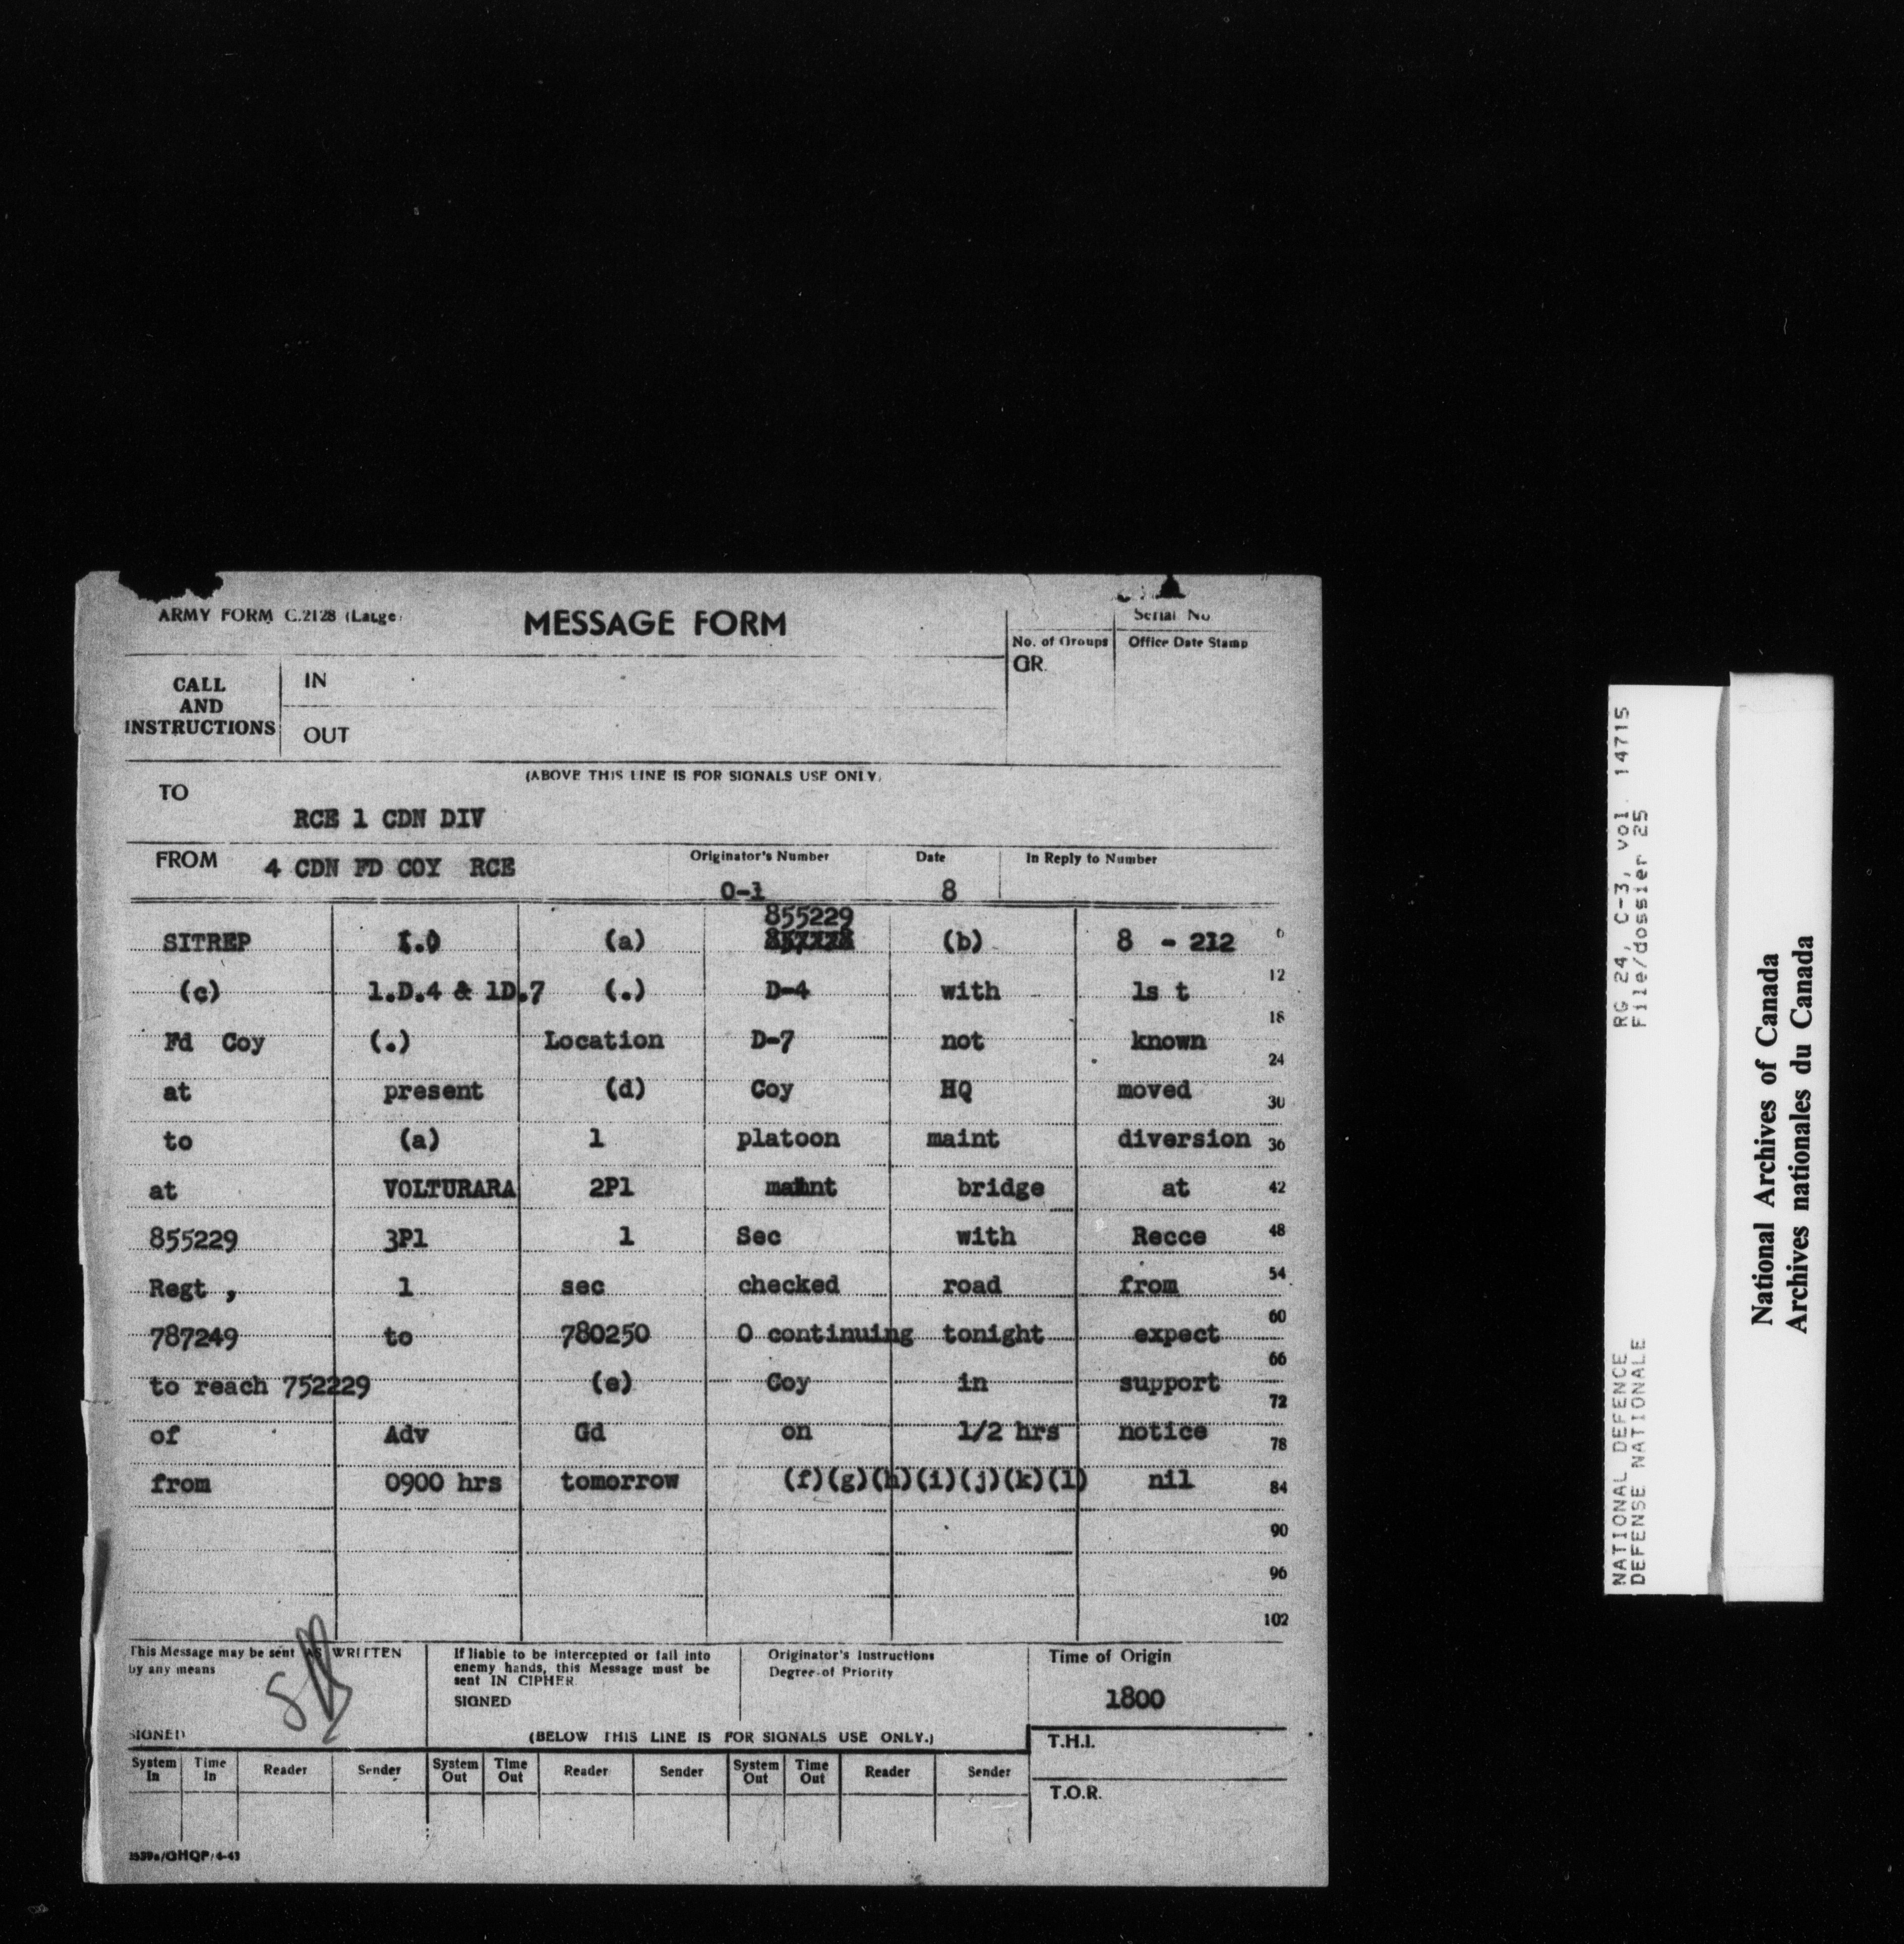 ARMY FORM C.2128 (Large)
MESSAGE FORM
Serial No
No. of Groups
GR.
Office Date Stamp
CALL
AND
INSTRUCTIONS
IN
OUT
(ABOVE THIS LINE IS FOR SIGNALS USE ONLY.
TO
RCE 1 CDN DIV
FROM 4 CDN FD COY RCE
Originator's Number
O-1
Date
8
In Reply to Number
855229
SITREP (a) (b) 8 - 212 6
(c) 1.D.4 & 1D.7 (.) D-4 with 1s t 12
Fd Coy (.) Location D-7 not known 18
at present (d) Coy HQ moved 24
to (a) 1 platoon maint diversion 30
at VOLTURARA 2Pl maint bridge at 36
855229 3Pl 1 Sec with Recce 42
Regt , 1 sec checked road from 48
787249 to 780250 O continuing tonight expect 54
to reach 752229 (e) Coy in support 60
of Adv Gd on 1/2 hrs notice 66
from 0900 hrs tomorrow (f)(g)(h)(i)(j)(k)(l) nil 72
78
84
90
96
102
This Message may be sent AS WRITTEN
by any means
SIGNED
If liable to be intercepted or fall into
enemy hands, this Message must be
sent IN CIPHER
SIGNED
Originator's Instructions
Degree of Priority
Time of Origin
1800
(BELOW THIS LINE IS FOR SIGNALS USE ONLY.)
T.H.I.
T.O.R.
System In Time In Reader Sender System Out Time Out Reader Sender System Out Time Out Reader Sender
NATIONAL DEFENCE RG 24, C-3, vol. 14715
DEFENSE NATIONALE File/dossier 25
National Archives of Canada
Archives nationales du Canada